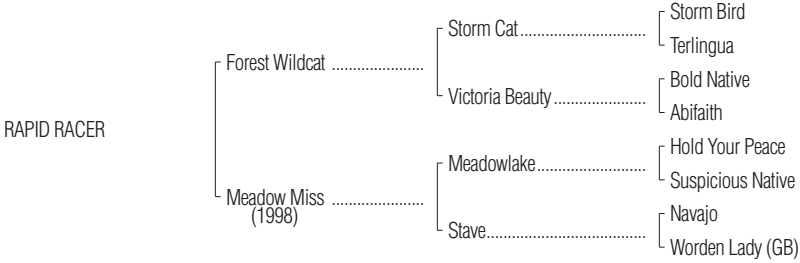 Storm Bird
Storm Cat..............................
Terlingua
Forest Wildcat ......................
Bold Native
Victoria Beauty......................
Abifaith
RAPID RACER
Hold Your Peace
Meadowlake..........................
Suspicious Native
Meadow Miss ......................
(1998)
Navajo
Stave......................................
Worden Lady (GB)